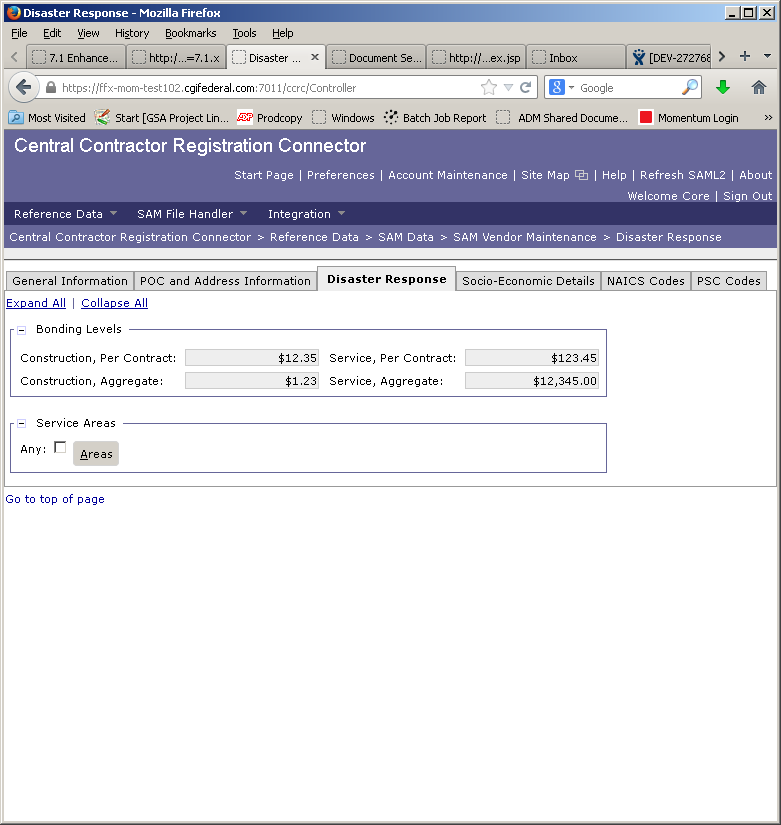 Disaster Response - Mozilla Firefox
File Edit View History Bookmarks Tools Help
7.1 Enhance... http:/...=7.1.x Disaster ... Document Se... http://...ex.jsp Inbox [DEV-272768
https://ffx-mom-test102.cgifederal.com:7011/ccrc/Controller Google
Most Visited Start [GSA Project Lin... ADP Prodcopy Windows Batch Job Report ADM Shared Docume... Momentum Login »
Central Contractor Registration Connector
Start Page | Preferences | Account Maintenance | Site Map | Help | Refresh SAML2 | About
Welcome Core | Sign Out
Reference Data SAM File Handler Integration
Central Contractor Registration Connector > Reference Data > SAM Data > SAM Vendor Maintenance > Disaster Response
General Information POC and Address Information Disaster Response Socio-Economic Details NAICS Codes PSC Codes
Expand All | Collapse All
Bonding Levels
Construction, Per Contract: $12.35 Service, Per Contract: $123.45
Construction, Aggregate: $1.23 Service, Aggregate: $12,345.00
Service Areas
Any: Areas
Go to top of page